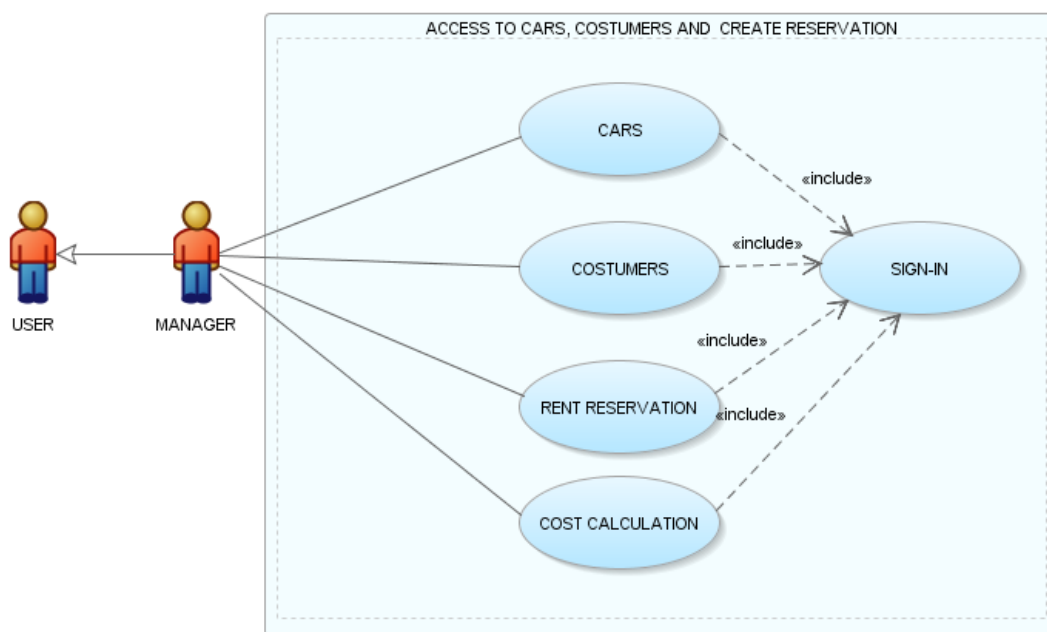 ACCESS TO CARS, COSTUMERS AND CREATE RESERVATION
CARS
«include»
«include»
COSTUMERS
SIGN-IN
USER
MANAGER
«include»
RENT RESERVATION
«include»
COST CALCULATION